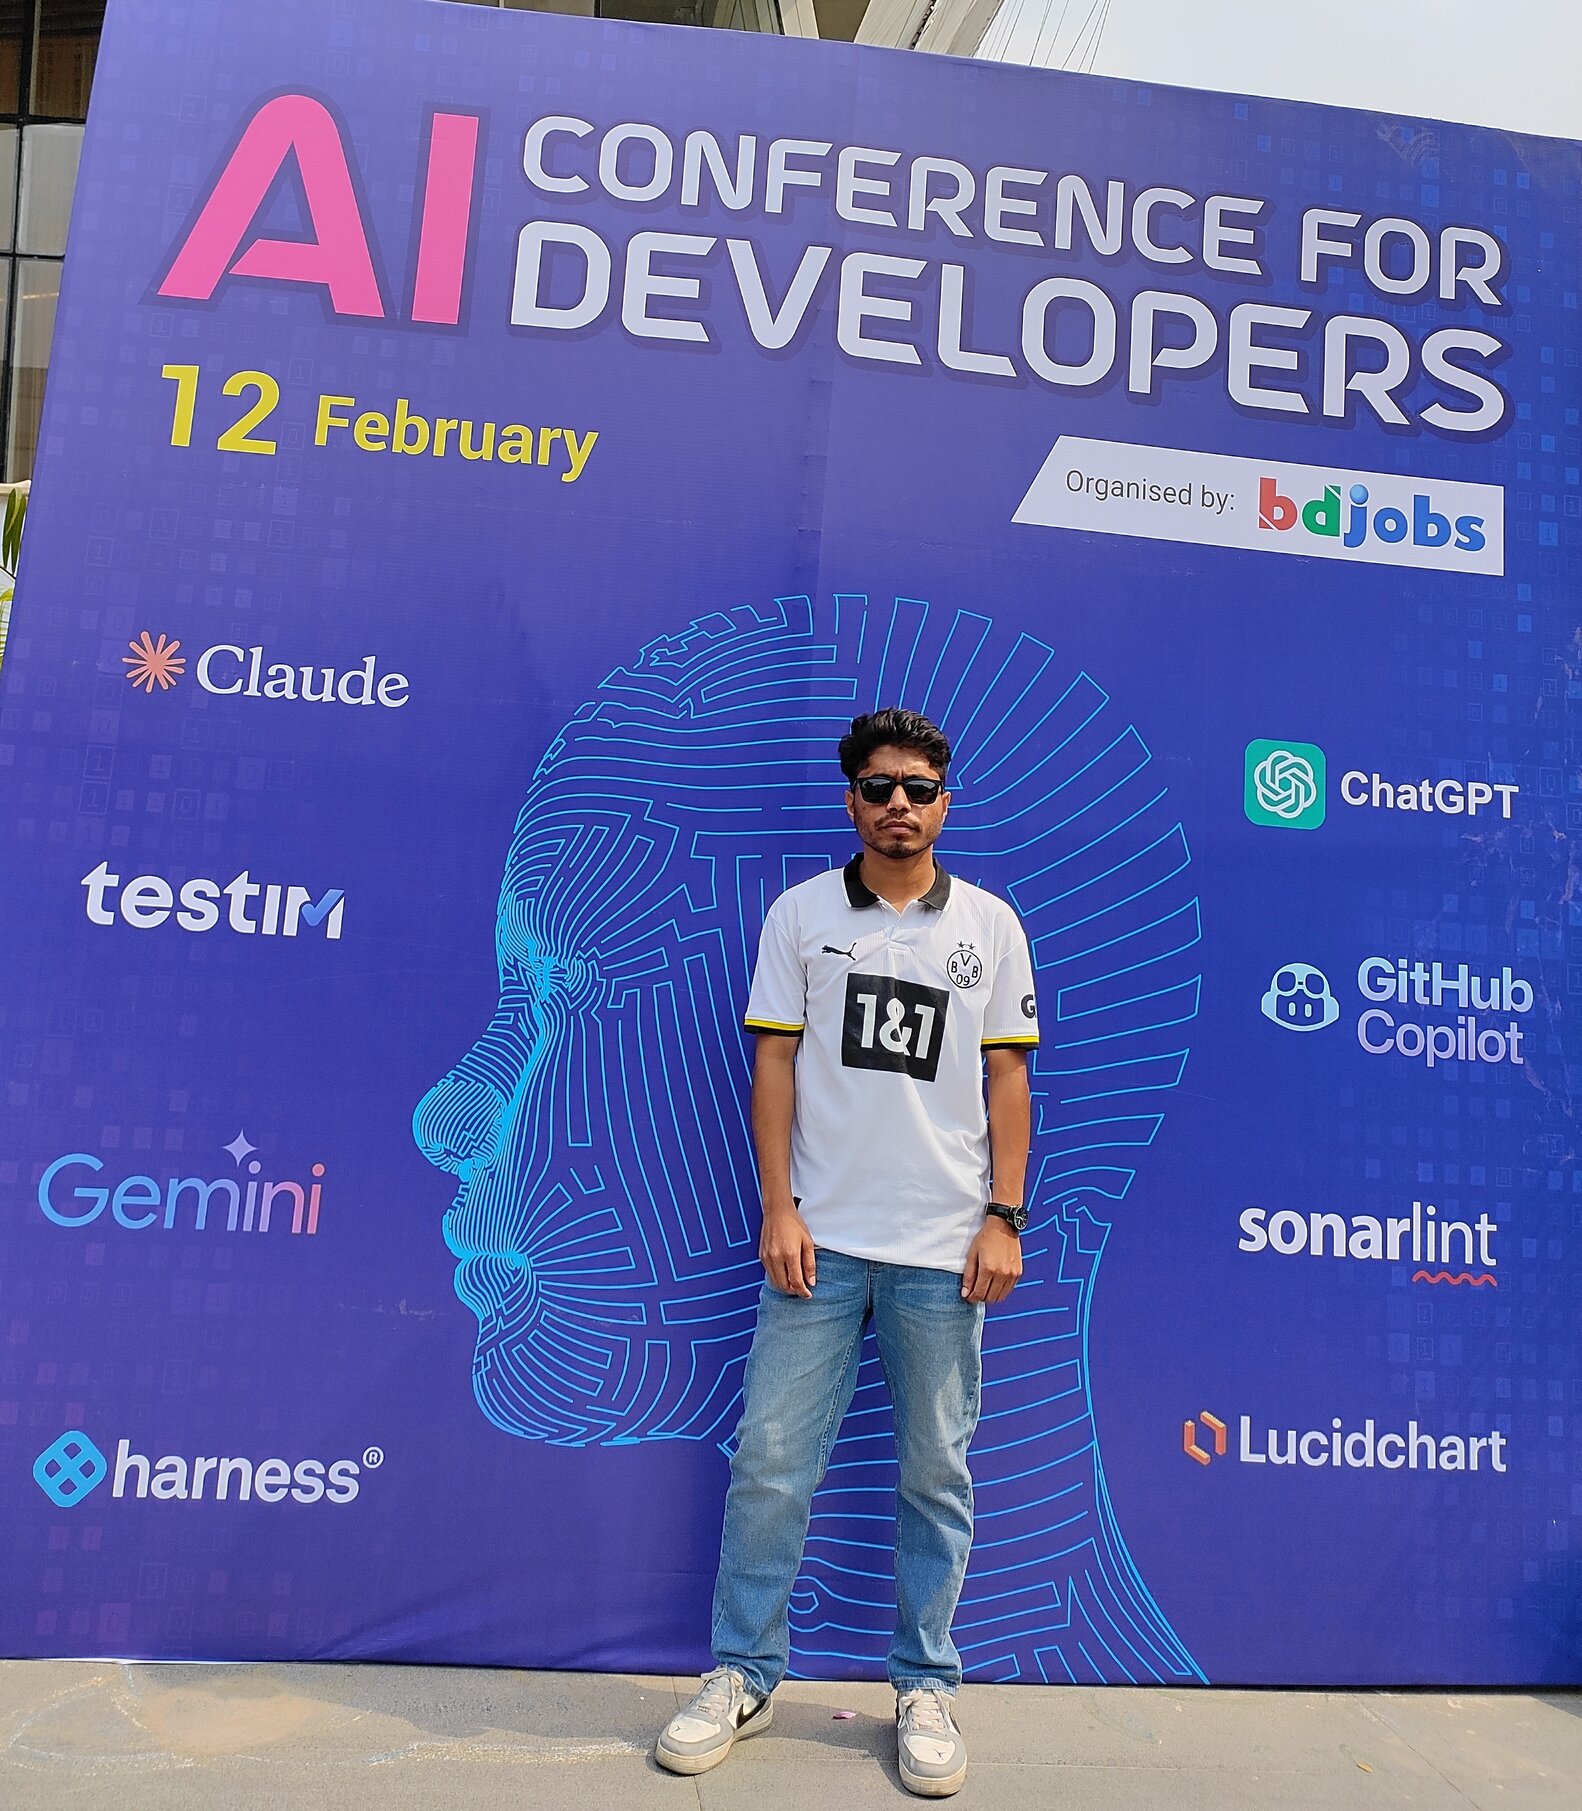 AI CONFERENCE FOR
DEVELOPERS
12 February
Organised by: bdjobs
Claude
ChatGPT
testim
GitHub
Copilot
Gemini
sonarlint
harness®
Lucidchart
1&1
BVB
09
G